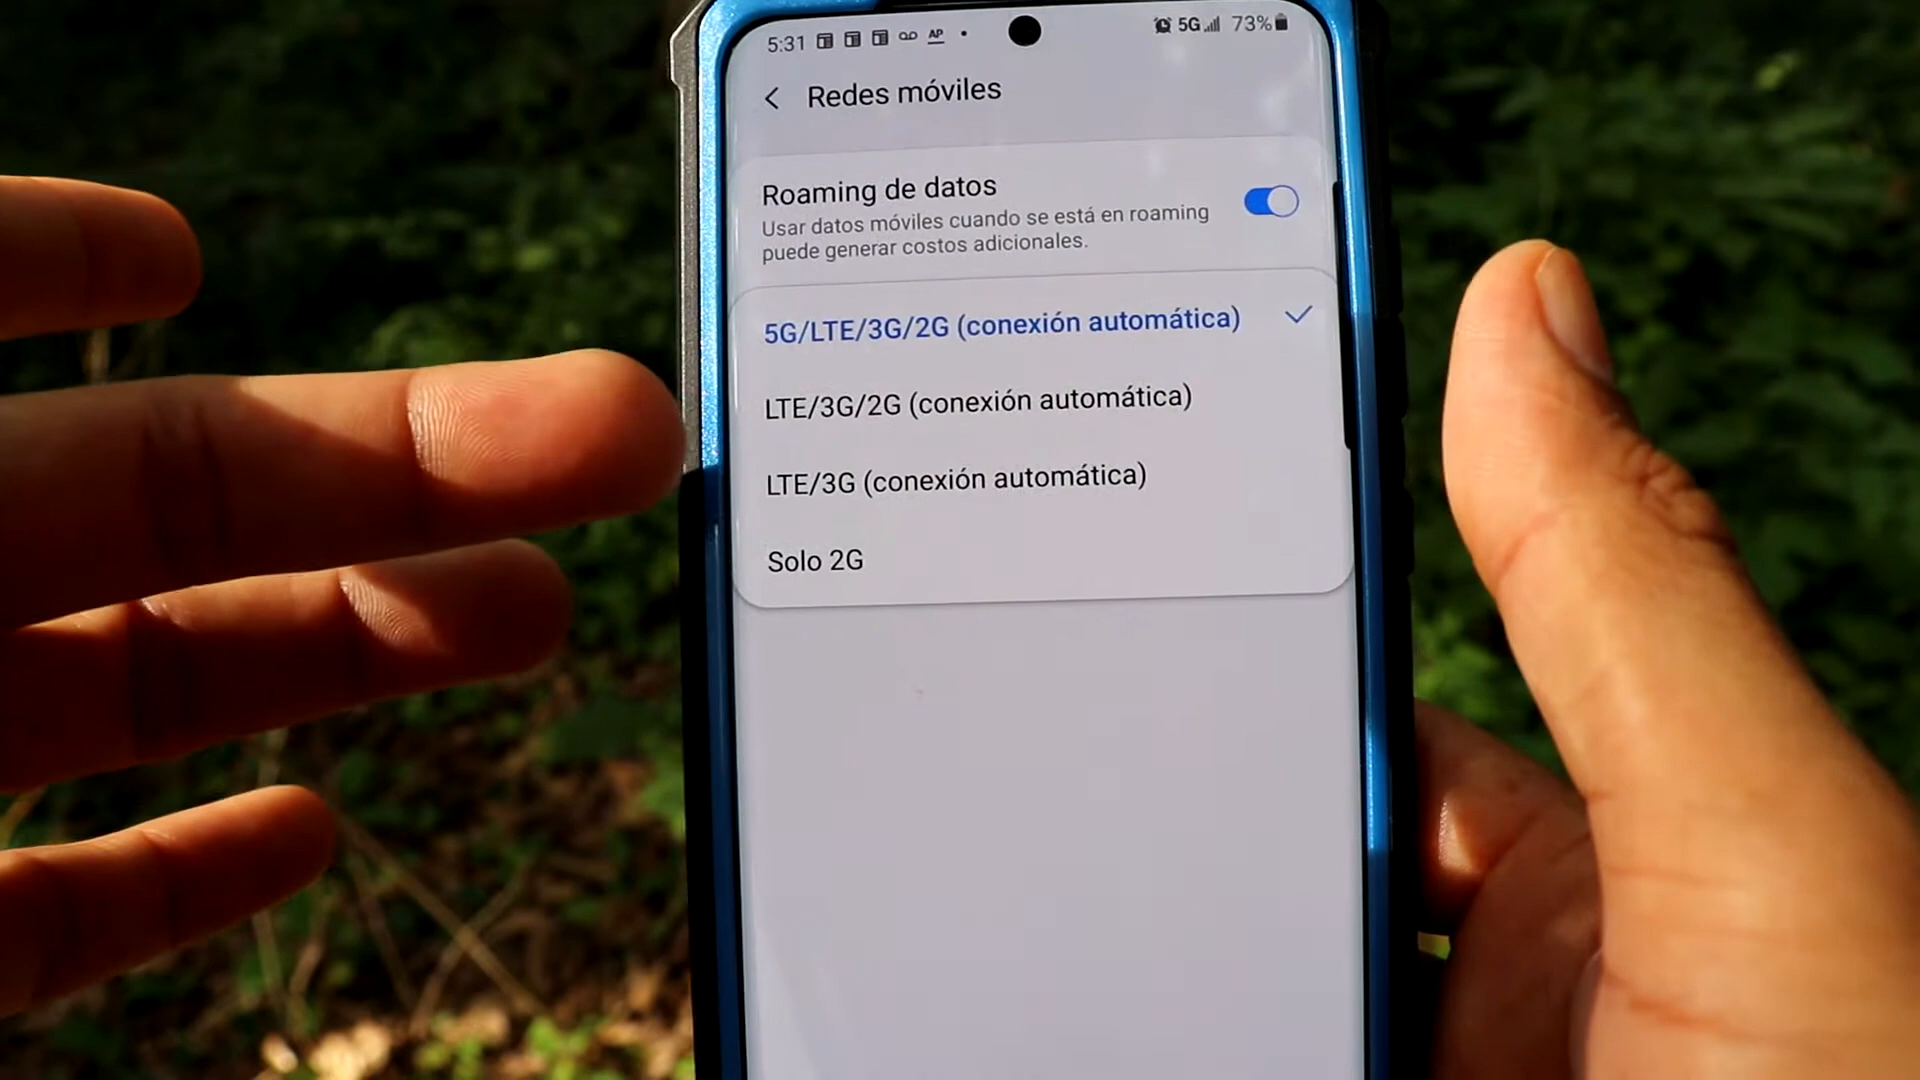 5:31 AP 5G 73%
Redes móviles
Roaming de datos
Usar datos móviles cuando se está en roaming
puede generar costos adicionales.
5G/LTE/3G/2G (conexión automática)
LTE/3G/2G (conexión automática)
LTE/3G (conexión automática)
Solo 2G